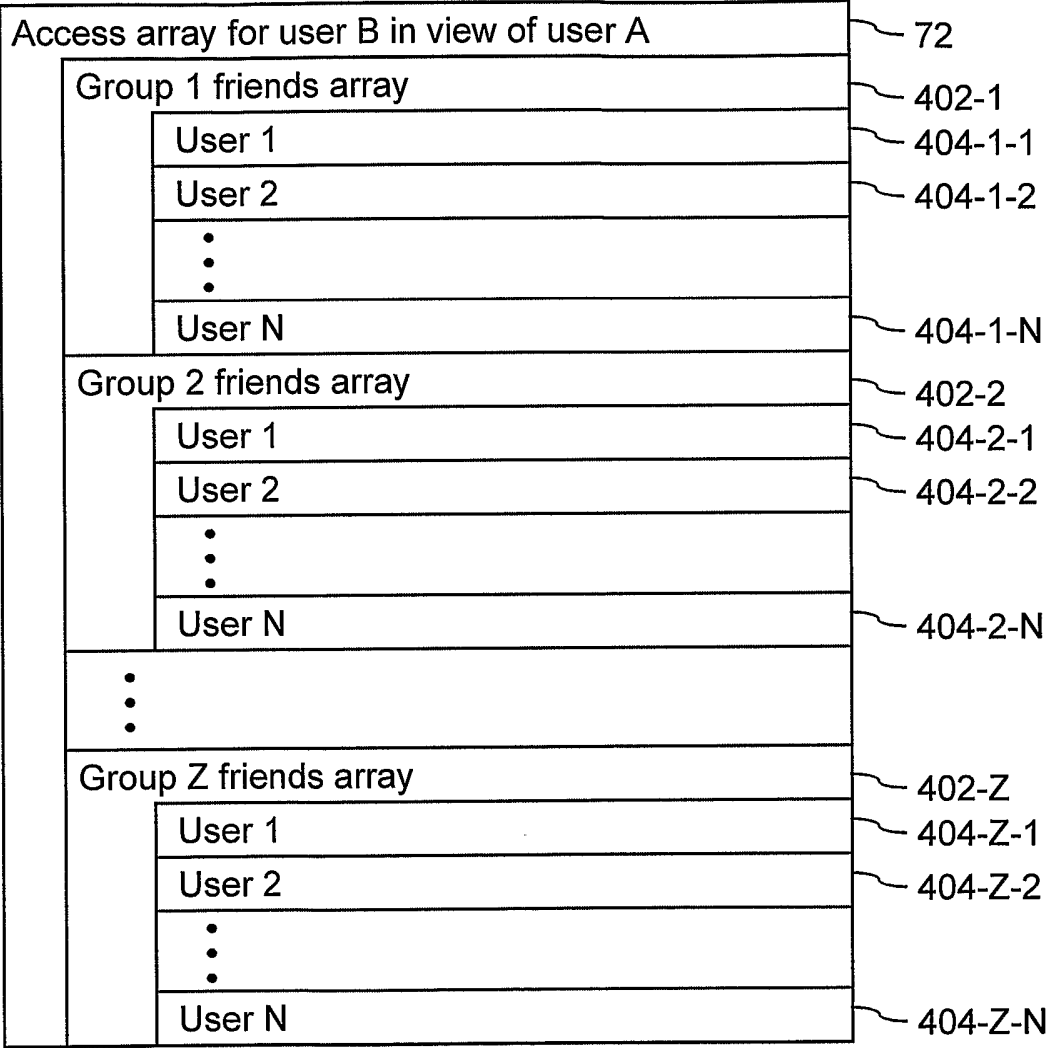 Access array for user B in view of user A 72
Group 1 friends array 402-1
User 1 404-1-1
User 2 404-1-2
User N 404-1-N
Group 2 friends array 402-2
User 1 404-2-1
User 2 404-2-2
User N 404-2-N
Group Z friends array 402-Z
User 1 404-Z-1
User 2 404-Z-2
User N 404-Z-N